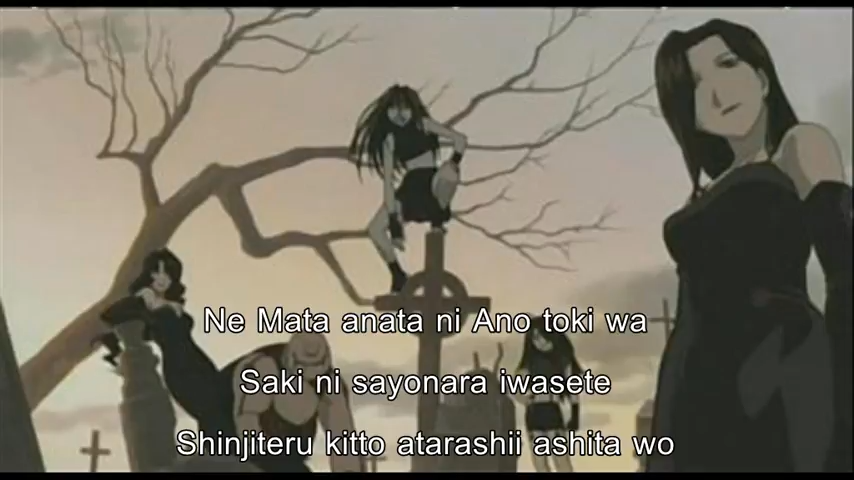 Ne Mata anata ni Ano toki wa
Saki ni sayonara iwasete
Shinjiteru kitto atarashii ashita wo